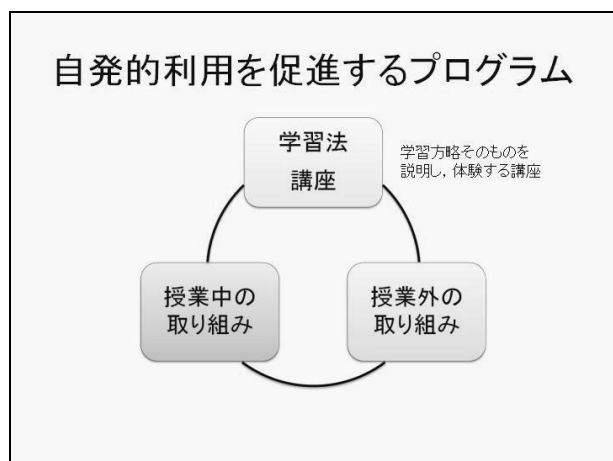 自発的利用を促進するプログラム
学習法
講座
学習方略そのものを
説明し，体験する講座
授業中の
取り組み
授業外の
取り組み